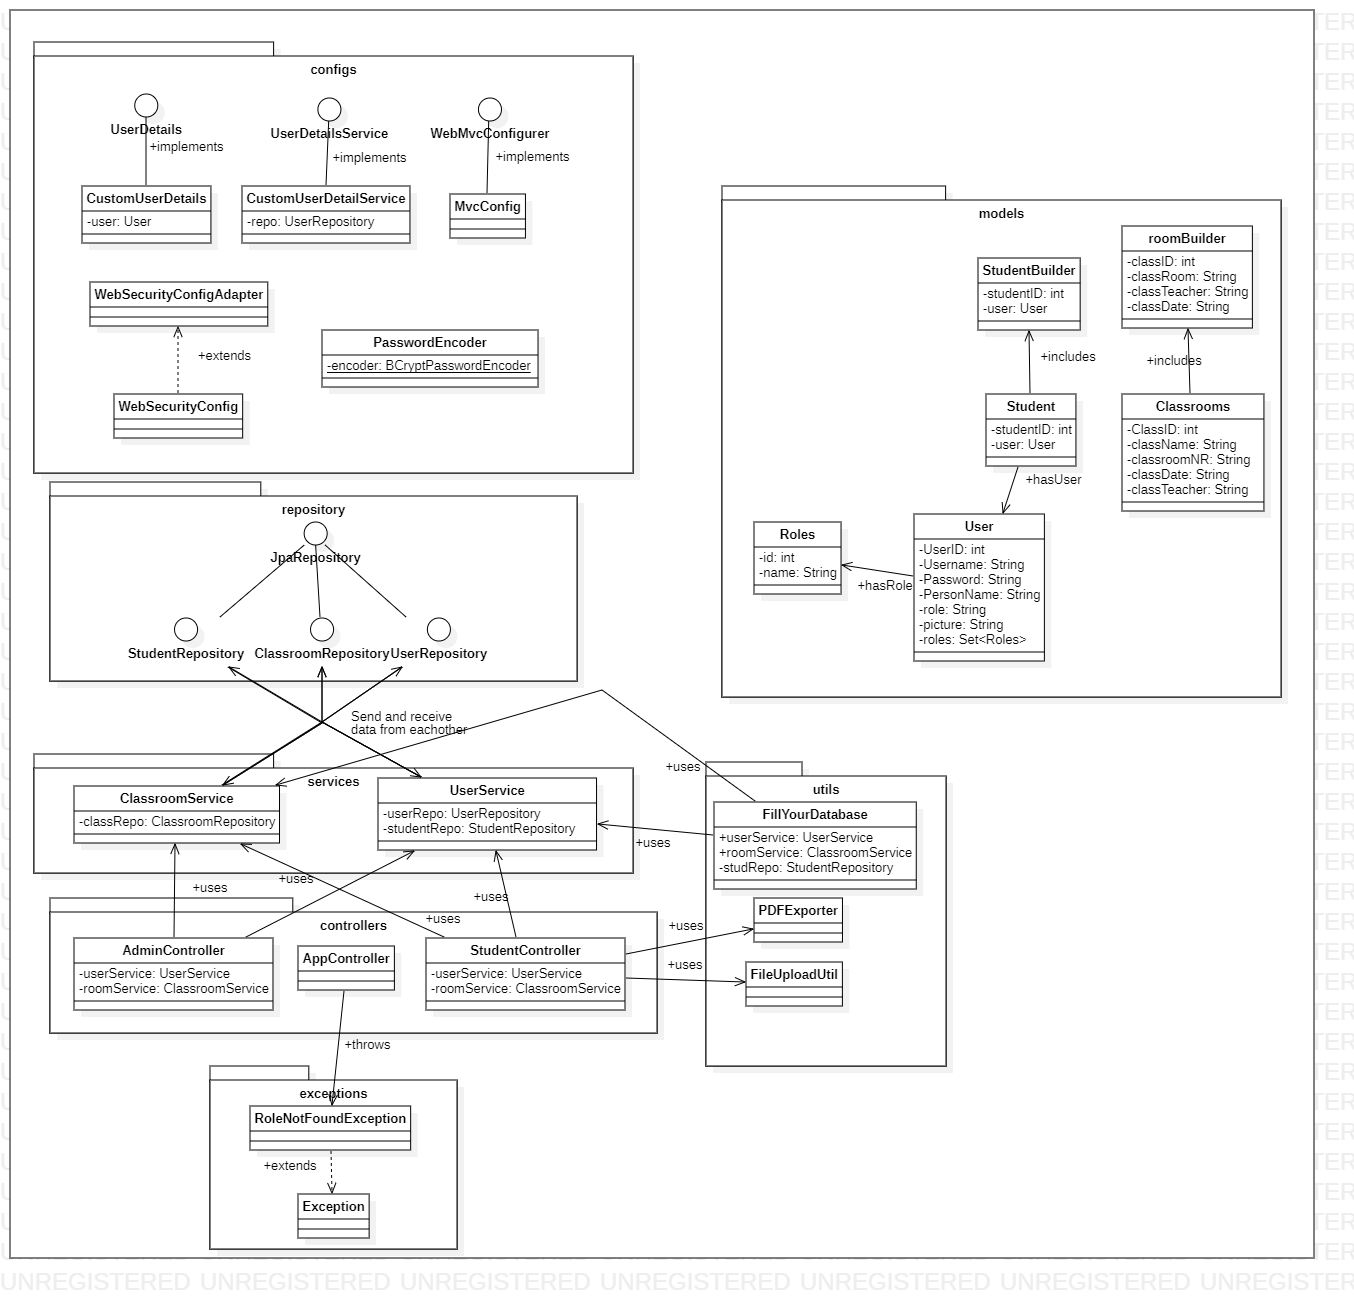 configs
UserDetails
+implements
UserDetailsService
+implements
WebMvcConfigurer
+implements
CustomUserDetails
-user: User
CustomUserDetailService
-repo: UserRepository
MvcConfig
WebSecurityConfigAdapter
+extends
WebSecurityConfig
PasswordEncoder
-encoder: BCryptPasswordEncoder
models
StudentBuilder
-studentID: int
-user: User
roomBuilder
-classID: int
-classRoom: String
-classTeacher: String
-classDate: String
+includes
+includes
Student
-studentID: int
-user: User
Classrooms
-ClassID: int
-className: String
-classroomNR: String
-classDate: String
-classTeacher: String
+hasUser
Roles
-id: int
-name: String
+hasRole
User
-UserID: int
-Username: String
-Password: String
-PersonName: String
-role: String
-picture: String
-roles: Set<Roles>
repository
JpaRepository
StudentRepository
ClassroomRepository
UserRepository
Send and receive
data from eachother
services
ClassroomService
-classRepo: ClassroomRepository
UserService
-userRepo: UserRepository
-studentRepo: StudentRepository
+uses
+uses
utils
FillYourDatabase
+userService: UserService
+roomService: ClassroomService
-studRepo: StudentRepository
PDFExporter
FileUploadUtil
+uses
+uses
+uses
+uses
+uses
+uses
controllers
AdminController
-userService: UserService
-roomService: ClassroomService
AppController
StudentController
-userService: UserService
-roomService: ClassroomService
+throws
exceptions
RoleNotFoundException
+extends
Exception
UNREGISTERED UNREGISTERED UNREGISTERED UNREGISTERED UNREGISTERED UNREGISTERED UNREGISTER